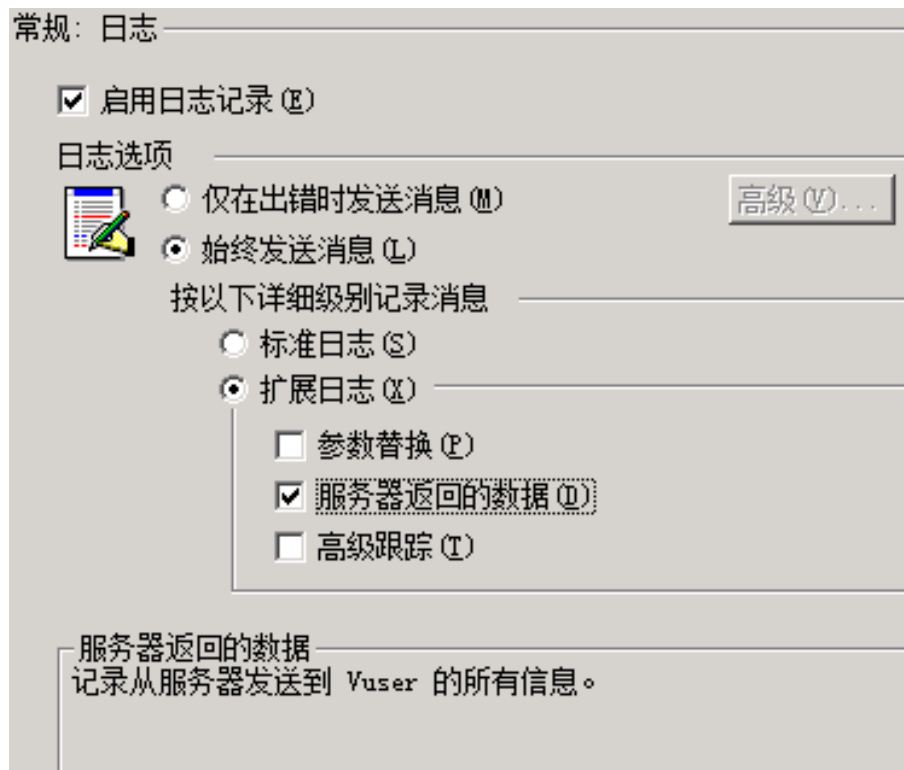 常规: 日志
启用日志记录(E)
日志选项
仅在出错时发送消息(M)
高级(V)...
始终发送消息(L)
按以下详细级别记录消息
标准日志(S)
扩展日志(X)
参数替换(P)
服务器返回的数据(D)
高级跟踪(T)
服务器返回的数据
记录从服务器发送到 Vuser 的所有信息。